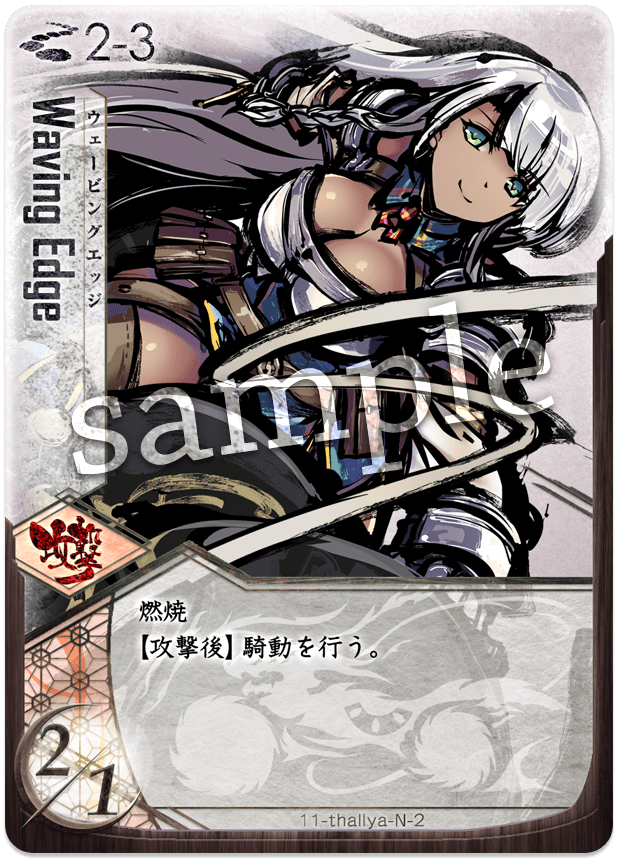 2-3
Waving Edge
ウェービングエッジ
sample
攻撃
燃焼
【攻撃後】騎動を行う。
2/1
11-thallya-N-2